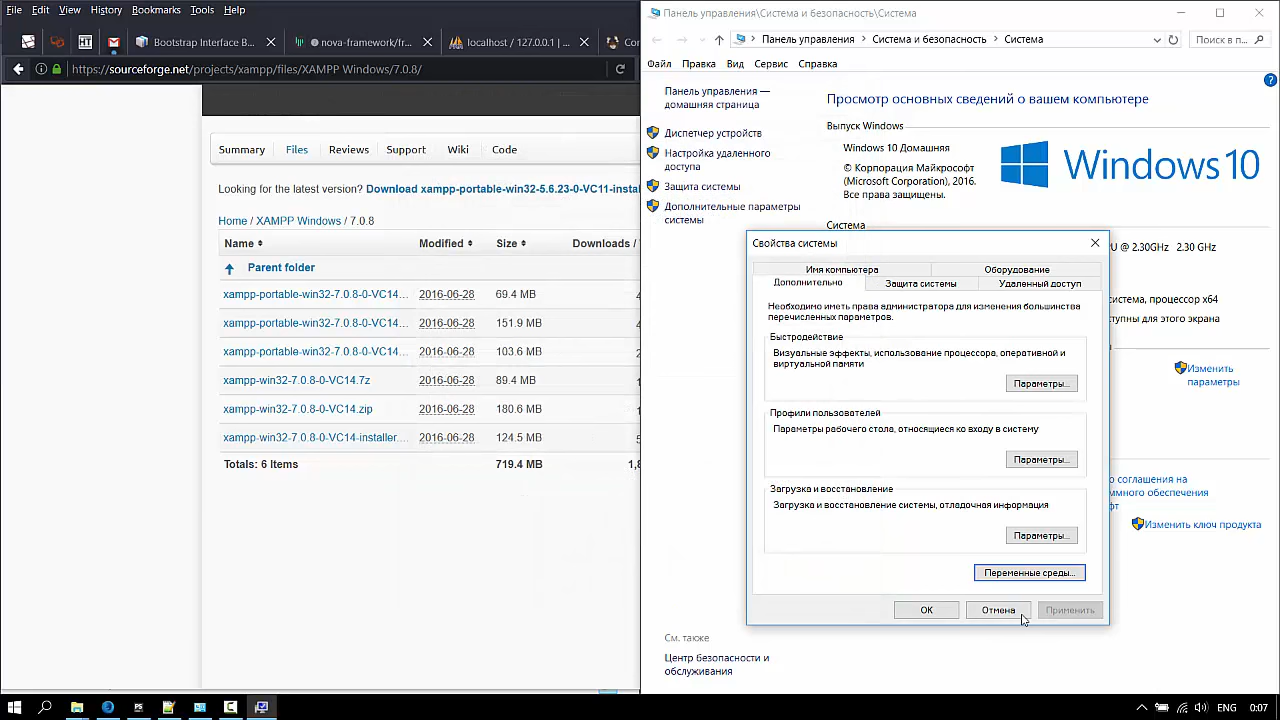 File Edit View History Bookmarks Tools Help
Bootstrap Interface B...
nova-framework/fr...
localhost / 127.0.0.1 | ...
Con
https://sourceforge.net/projects/xampp/files/XAMPP Windows/7.0.8/
Summary Files Reviews Support Wiki Code
Looking for the latest version? Download xampp-portable-win32-5.6.23-0-VC11-insta
Home / XAMPP Windows / 7.0.8
Name Modified Size Downloads /
Parent folder
xampp-portable-win32-7.0.8-0-VC14... 2016-06-28 69.4 MB
xampp-portable-win32-7.0.8-0-VC14... 2016-06-28 151.9 MB
xampp-portable-win32-7.0.8-0-VC14... 2016-06-28 103.6 MB
xampp-win32-7.0.8-0-VC14.7z 2016-06-28 89.4 MB
xampp-win32-7.0.8-0-VC14.zip 2016-06-28 180.6 MB
xampp-win32-7.0.8-0-VC14-installer.... 2016-06-28 124.5 MB
Totals: 6 Items 719.4 MB 1,8
Панель управления\Система и безопасность\Система
Панель управления > Система и безопасность > Система
Поиск в п...
Файл Правка Вид Сервис Справка
Панель управления —
домашняя страница
Диспетчер устройств
Настройка удаленного
доступа
Защита системы
Дополнительные параметры
системы
См. также
Центр безопасности и
обслуживания
Просмотр основных сведений о вашем компьютере
Выпуск Windows
Windows 10 Домашняя
© Корпорация Майкрософт
(Microsoft Corporation), 2016.
Все права защищены.
Windows 10
Система
PU @ 2.30GHz 2.30 GHz
система, процессор x64
ступны для этого экрана
Изменить
параметры
о соглашения на
ммного обеспечения
фт
Изменить ключ продукта
Свойства системы
Имя компьютера Оборудование
Дополнительно Защита системы Удаленный доступ
Необходимо иметь права администратора для изменения большинства
перечисленных параметров.
Быстродействие
Визуальные эффекты, использование процессора, оперативной и
виртуальной памяти
Параметры...
Профили пользователей
Параметры рабочего стола, относящиеся ко входу в систему
Параметры...
Загрузка и восстановление
Загрузка и восстановление системы, отладочная информация
Параметры...
Переменные среды...
ОК Отмена Применить
ENG 0:07